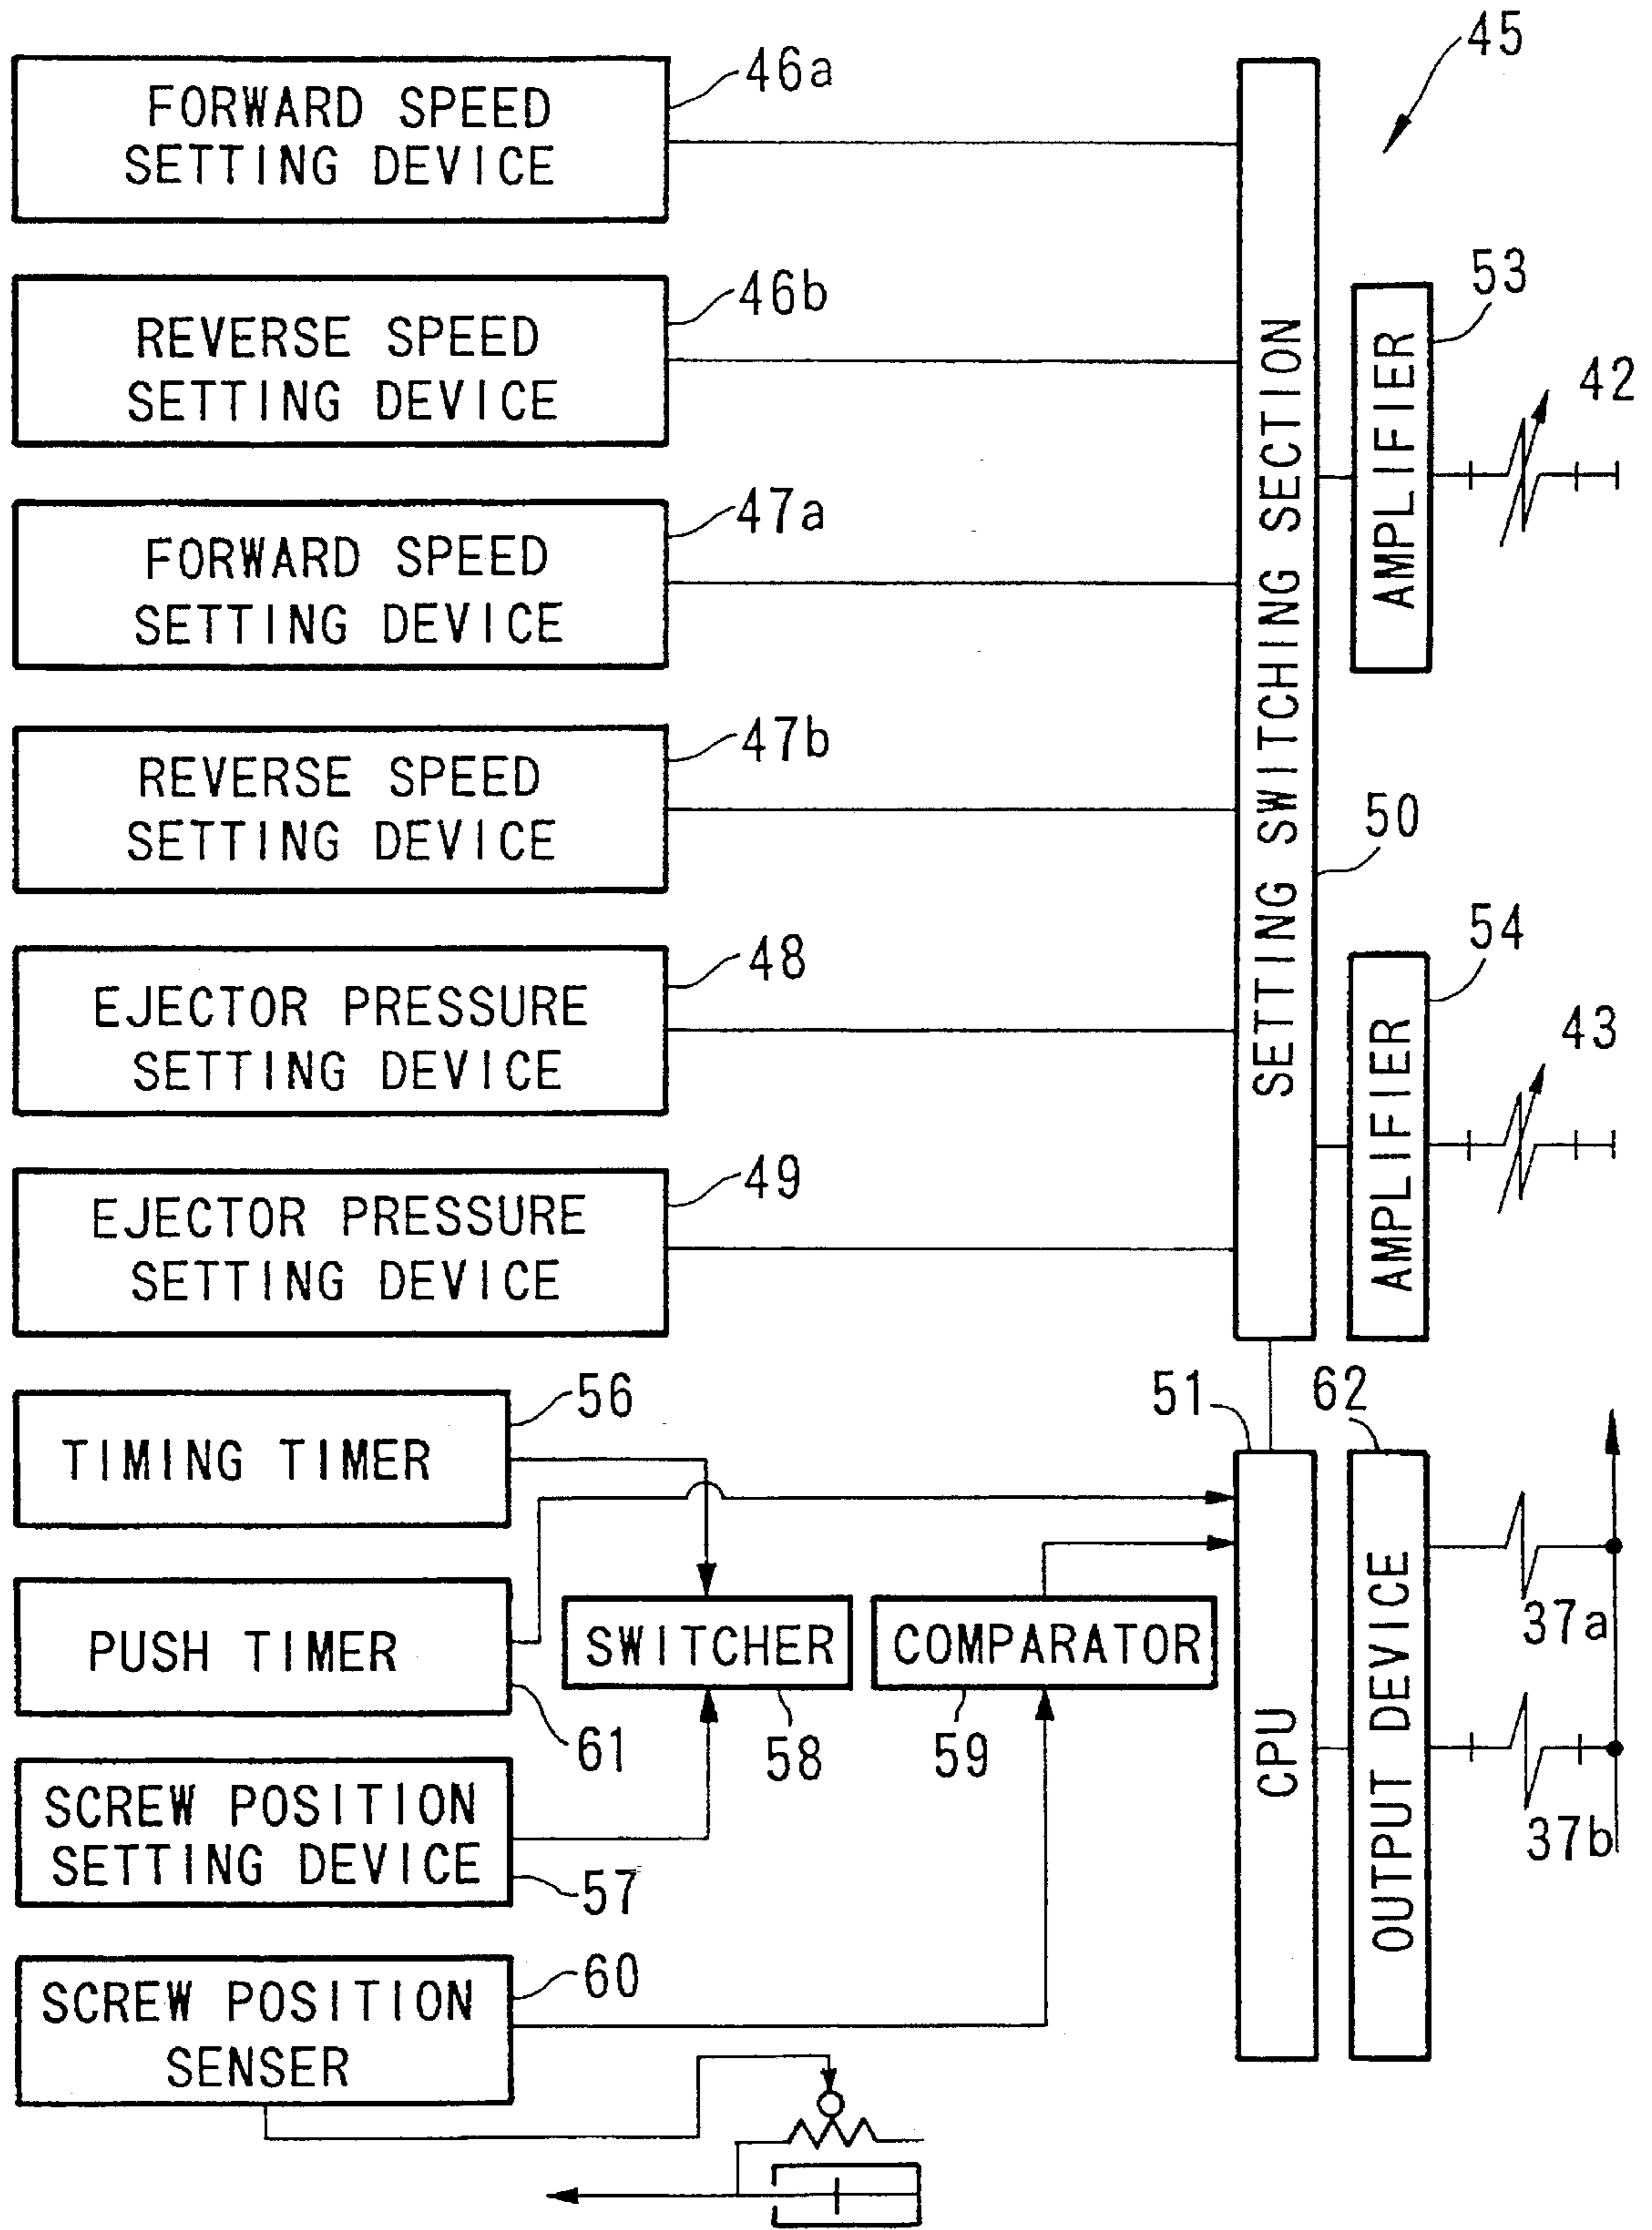 45
46a
FORWARD SPEED
SETTING DEVICE
46b
REVERSE SPEED
SETTING DEVICE
47a
FORWARD SPEED
SETTING DEVICE
47b
REVERSE SPEED
SETTING DEVICE
48
EJECTOR PRESSURE
SETTING DEVICE
49
EJECTOR PRESSURE
SETTING DEVICE
SETTING SWITCHING SECTION
50
53
AMPLIFIER
42
54
AMPLIFIER
43
56
TIMING TIMER
PUSH TIMER
61
SCREW POSITION
SETTING DEVICE
57
60
SCREW POSITION
SENSER
SWITCHER
58
COMPARATOR
59
51
CPU
62
OUTPUT DEVICE
37a
37b